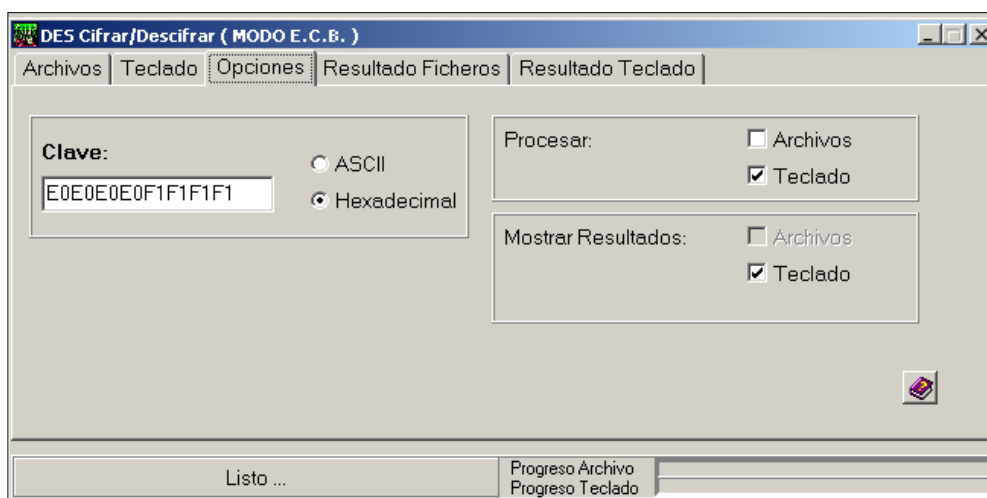 DES Cifrar/Descifrar ( MODO E.C.B. )
Archivos Teclado Opciones Resultado Ficheros Resultado Teclado
Clave:
E0E0E0E0F1F1F1F1
ASCII
Hexadecimal
Procesar:
Archivos
Teclado
Mostrar Resultados:
Archivos
Teclado
Listo ...
Progreso Archivo
Progreso Teclado